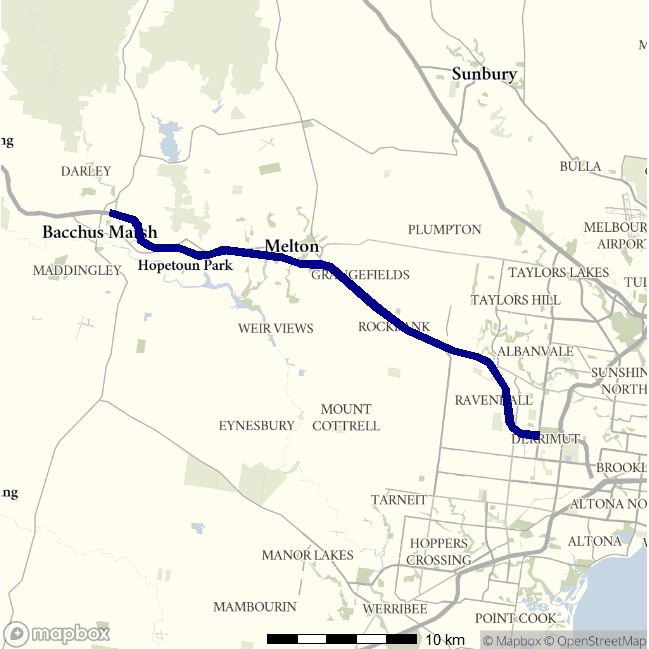 Sunbury
ng
BULLA
DARLEY
PLUMPTON
MELBOU
AIRPORT
Bacchus Marsh
Melton
MADDINGLEY
Hopetoun Park
GRANGEFIELDS
TAYLORS LAKES
TUL
TAYLORS HILL
WEIR VIEWS
ROCKBANK
ALBANVALE
SUNSHIN
NORTH
RAVENHALL
MOUNT
COTTRELL
EYNESBURY
DERRIMUT
BROOKL
ng
TARNEIT
ALTONA NO
HOPPERS
CROSSING
ALTONA
MANOR LAKES
MAMBOURIN
WERRIBEE
POINT COOK
mapbox
10 km
© Mapbox © OpenStreetMap